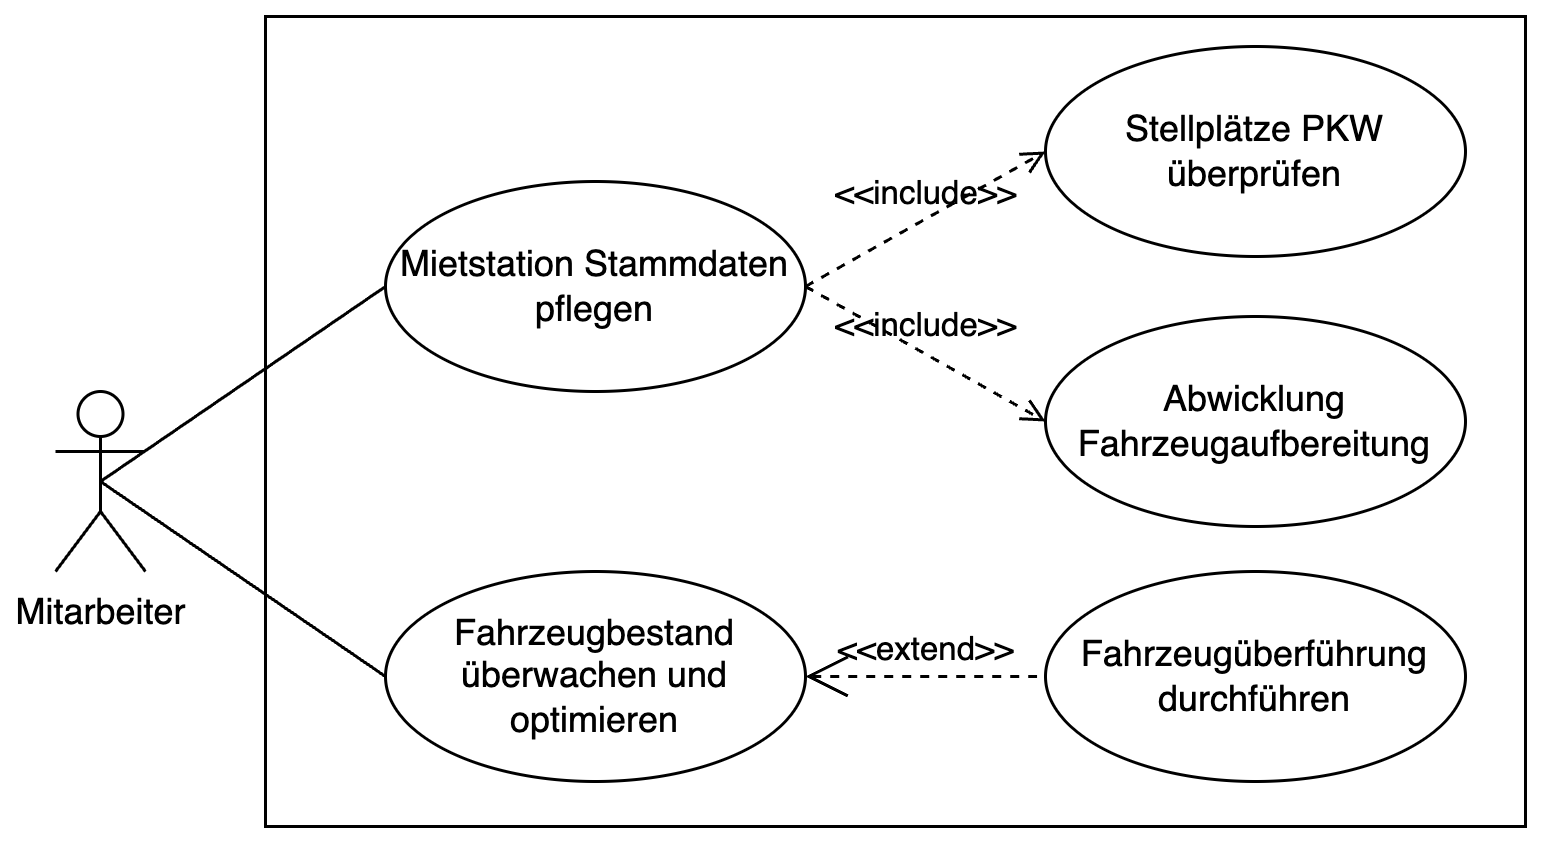 Stellplätze PKW
überprüfen
<<include>>
Mietstation Stammdaten
pflegen
<<include>>
Abwicklung
Fahrzeugaufbereitung
Mitarbeiter
Fahrzeugbestand
überwachen und
optimieren
<<extend>>
Fahrzeugüberführung
durchführen